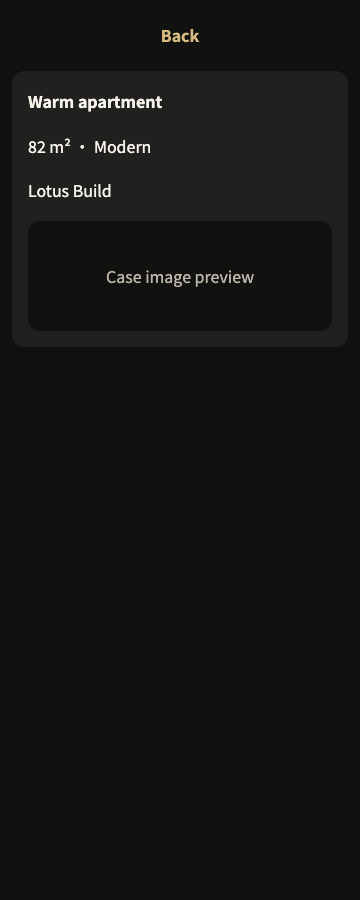 Back
Warm apartment
82 m² • Modern
Lotus Build
Case image preview